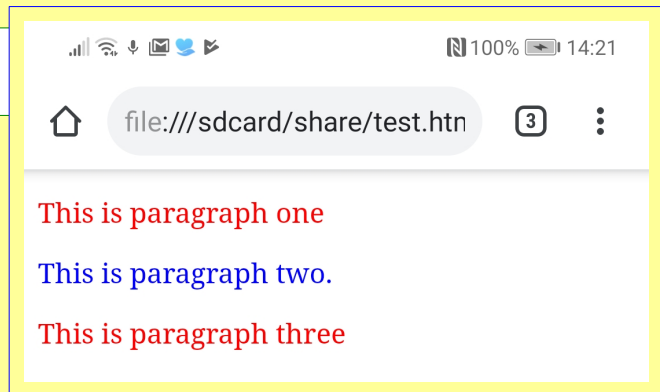 100% 14:21
file:///sdcard/share/test.htn
3
This is paragraph one
This is paragraph two.
This is paragraph three